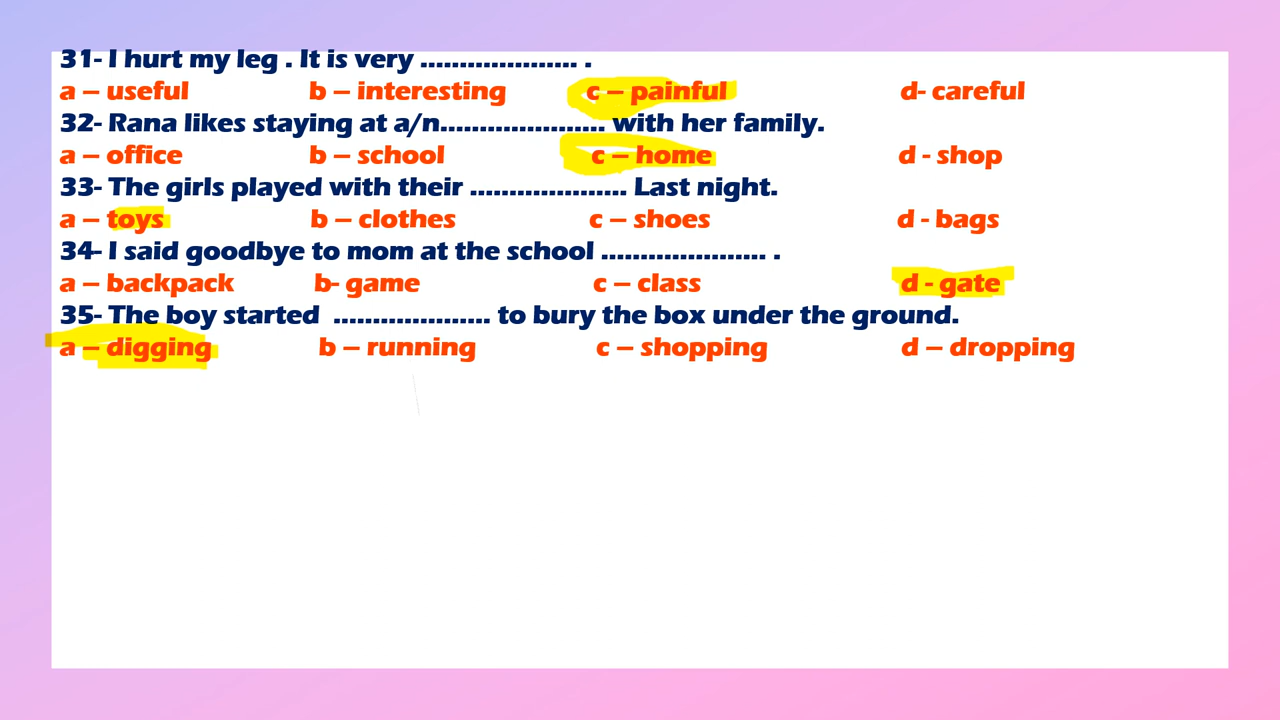 31- I hurt my leg . It is very .................... .
a – useful b – interesting c – painful d- careful
32- Rana likes staying at a/n..................... with her family.
a – office b – school c – home d - shop
33- The girls played with their .................... Last night.
a – toys b – clothes c – shoes d - bags
34- I said goodbye to mom at the school ..................... .
a – backpack b- game c – class d - gate
35- The boy started .................... to bury the box under the ground.
a – digging b – running c – shopping d – dropping